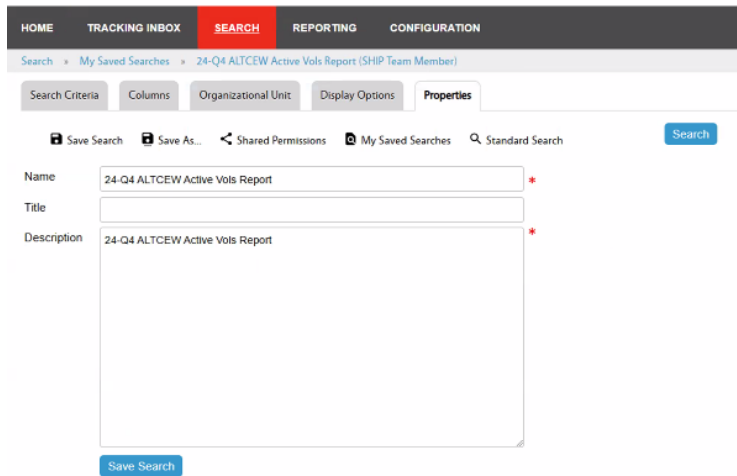 HOME TRACKING INBOX SEARCH REPORTING CONFIGURATION
Search » My Saved Searches » 24-Q4 ALTCEW Active Vols Report (SHIP Team Member)
Search Criteria Columns Organizational Unit Display Options Properties
Save Search Save As... Shared Permissions My Saved Searches Standard Search Search
Name 24-Q4 ALTCEW Active Vols Report *
Title
Description 24-Q4 ALTCEW Active Vols Report *
Save Search